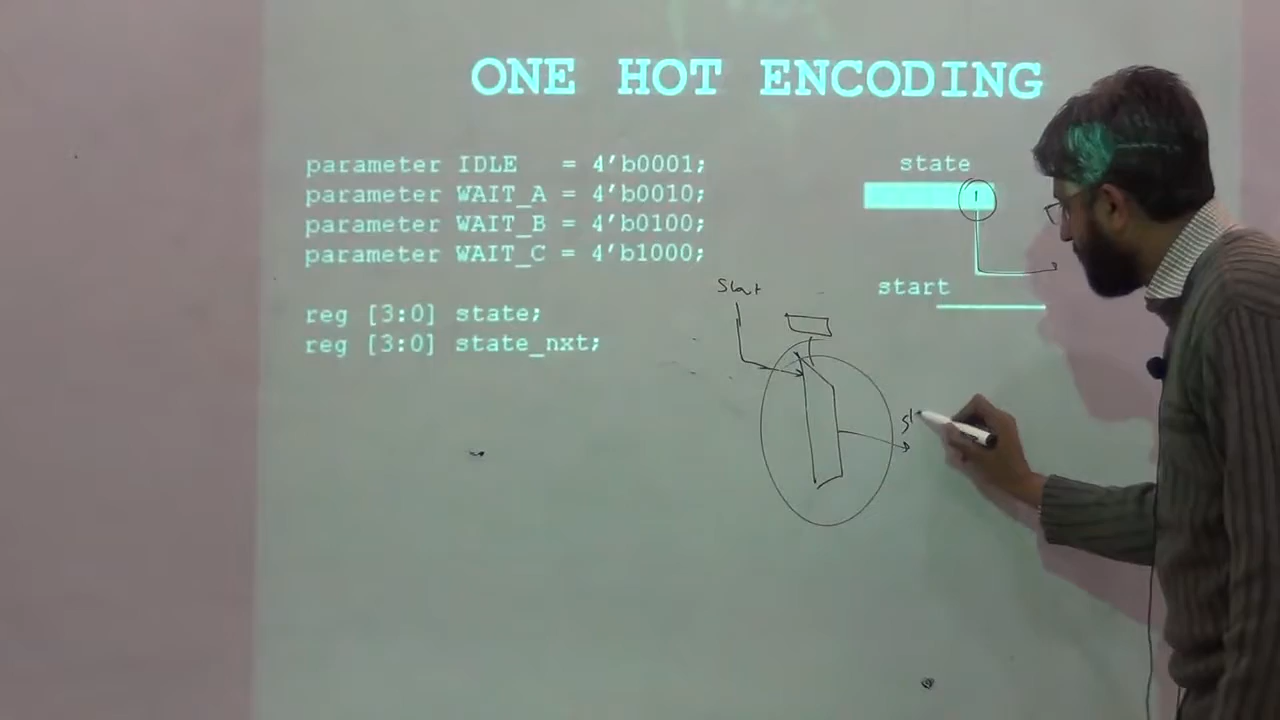 ONE HOT ENCODING
parameter IDLE   = 4'b0001;
parameter WAIT_A = 4'b0010;
parameter WAIT_B = 4'b0100;
parameter WAIT_C = 4'b1000;
reg [3:0] state;
reg [3:0] state_nxt;
state
1
start
Start